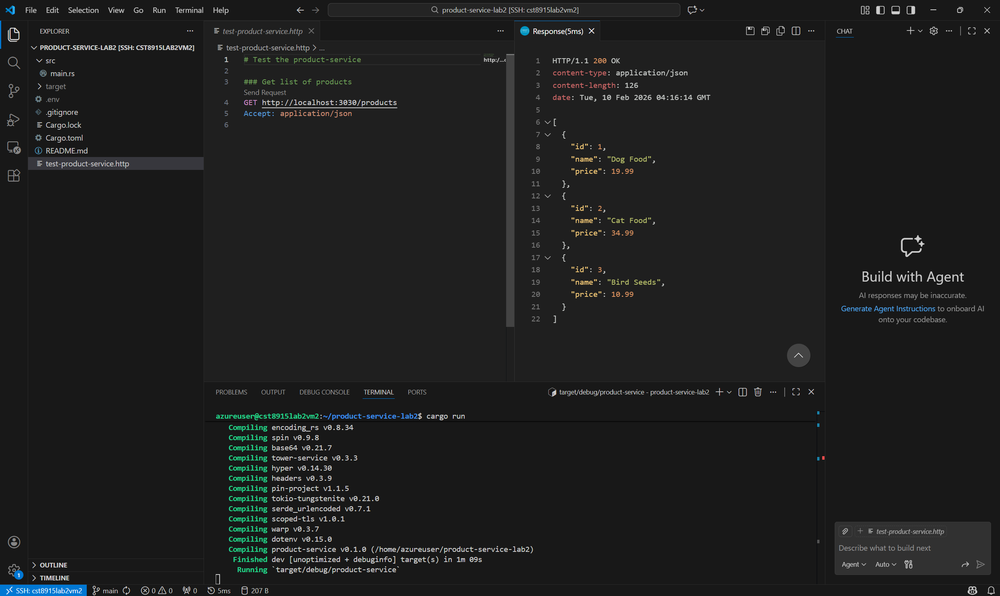 File Edit Selection View Go Run Terminal Help
product-service-lab2 [SSH: cst8915lab2vm2]
EXPLORER
PRODUCT-SERVICE-LAB2 [SSH: CST8915LAB2VM2]
src
main.rs
target
.env
.gitignore
Cargo.lock
Cargo.toml
README.md
test-product-service.http
OUTLINE
TIMELINE
test-product-service.http
test-product-service.http > ...
1 # Test the product-service
2
3 ### Get list of products
Send Request
4 GET http://localhost:3030/products
5 Accept: application/json
6
http:/...c
Response(5ms)
1 HTTP/1.1 200 OK
2 content-type: application/json
3 content-length: 126
4 date: Tue, 10 Feb 2026 04:16:14 GMT
5
6 [
7 {
8 "id": 1,
9 "name": "Dog Food",
10 "price": 19.99
11 },
12 {
13 "id": 2,
14 "name": "Cat Food",
15 "price": 34.99
16 },
17 {
18 "id": 3,
19 "name": "Bird Seeds",
20 "price": 10.99
21 }
22 ]
PROBLEMS OUTPUT DEBUG CONSOLE TERMINAL PORTS
target/debug/product-service - product-service-lab2
azureuser@cst8915lab2vm2:~/product-service-lab2$ cargo run
Compiling encoding_rs v0.8.34
Compiling spin v0.9.8
Compiling base64 v0.21.7
Compiling tower-service v0.3.3
Compiling hyper v0.14.30
Compiling headers v0.3.9
Compiling pin-project v1.1.5
Compiling tokio-tungstenite v0.21.0
Compiling serde_urlencoded v0.7.1
Compiling scoped-tls v1.0.1
Compiling warp v0.3.7
Compiling dotenv v0.15.0
Compiling product-service v0.1.0 (/home/azureuser/product-service-lab2)
Finished dev [unoptimized + debuginfo] target(s) in 1m 09s
Running `target/debug/product-service`
CHAT
Build with Agent
AI responses may be inaccurate.
Generate Agent Instructions to onboard AI
onto your codebase.
test-product-service.http
Describe what to build next
Agent Auto
1
SSH: cst8915lab2vm2 main 0 0 0 5ms 207 B